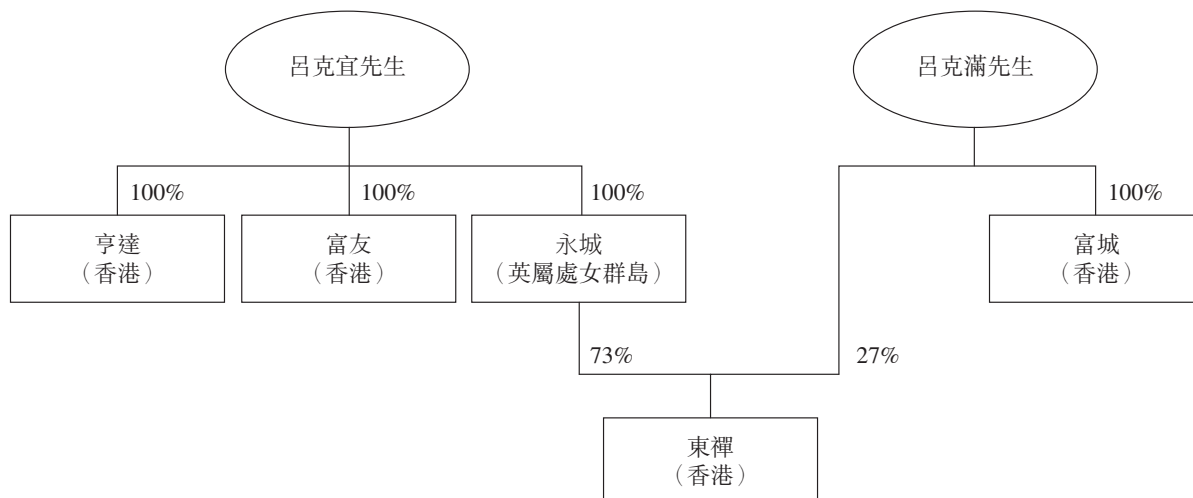 呂克宜先生
呂克滿先生
100%
100%
100%
100%
亨達
（香港）
富友
（香港）
永城
（英屬處女群島）
富城
（香港）
73%
27%
東禪
（香港）